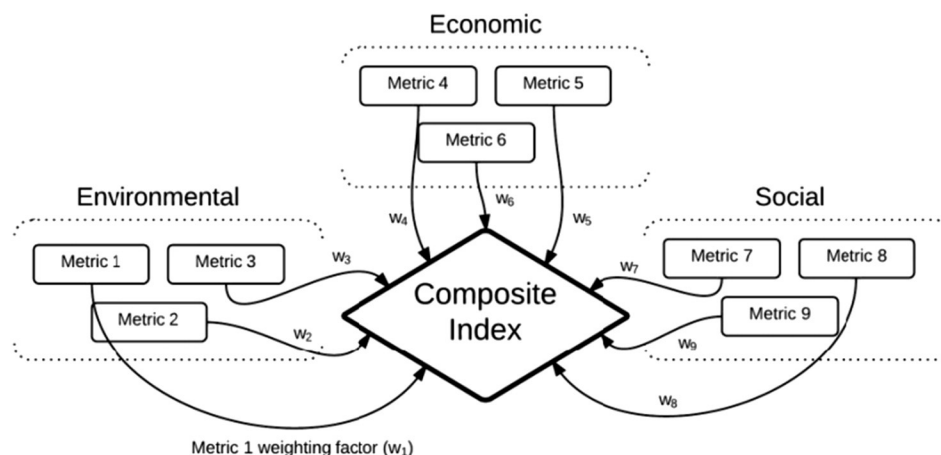 Economic
Metric 4
Metric 5
Metric 6
w4
w6
w5
Environmental
Metric 1
Metric 3
Metric 2
w3
w2
Metric 1 weighting factor (w1)
Composite
Index
Social
Metric 7
Metric 8
Metric 9
w7
w9
w8